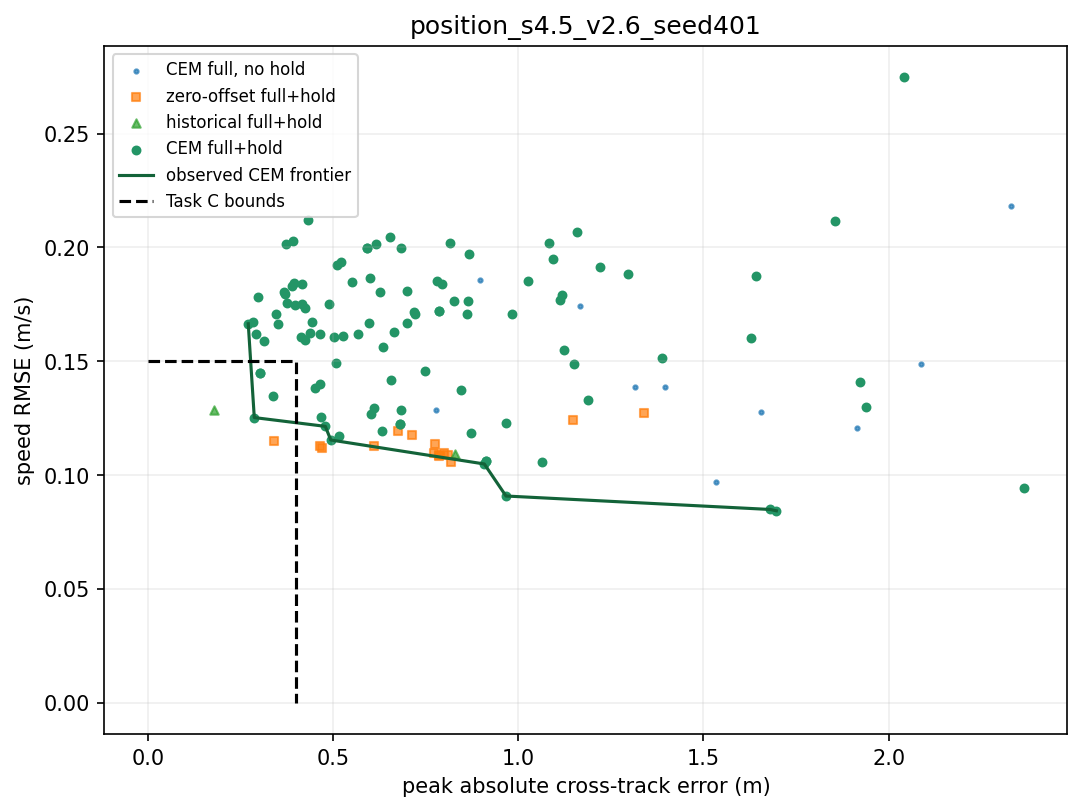 position_s4.5_v2.6_seed401
CEM full, no hold
zero-offset full+hold
historical full+hold
CEM full+hold
observed CEM frontier
Task C bounds
speed RMSE (m/s)
0.25
0.20
0.15
0.10
0.05
0.00
0.0 0.5 1.0 1.5 2.0
peak absolute cross-track error (m)